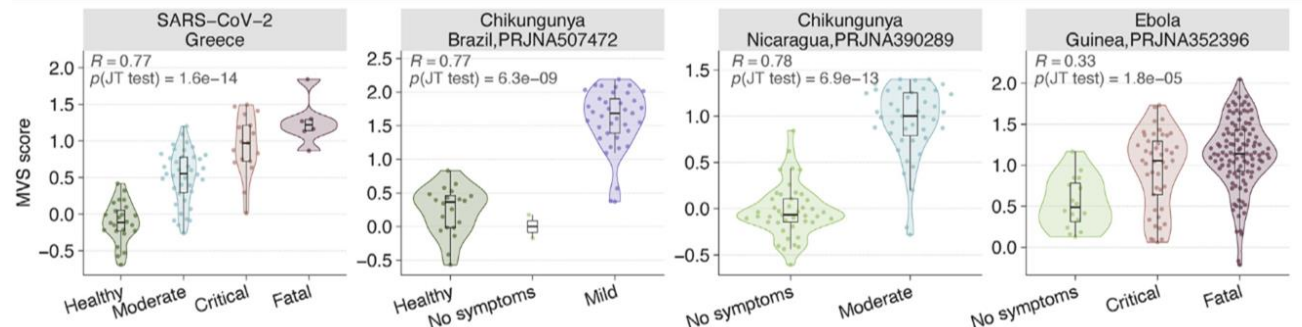 SARS−CoV−2
Greece
R = 0.77
p(JT test) = 1.6e−14
MVS score
2.0
1.5
1.0
0.5
0.0
−0.5
Healthy
Moderate
Critical
Fatal
Chikungunya
Brazil,PRJNA507472
R = 0.77
p(JT test) = 6.3e−09
2.5
2.0
1.5
1.0
0.5
0.0
−0.5
Healthy
No symptoms
Mild
Chikungunya
Nicaragua,PRJNA390289
R = 0.78
p(JT test) = 6.9e−13
1.5
1.0
0.5
0.0
−0.5
No symptoms
Moderate
Ebola
Guinea,PRJNA352396
R = 0.33
p(JT test) = 1.8e−05
2.0
1.5
1.0
0.5
0.0
No symptoms
Critical
Fatal